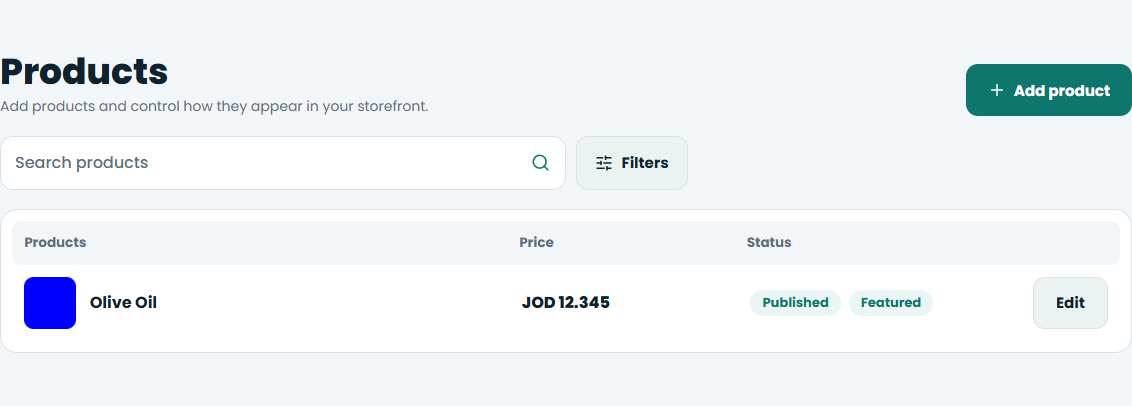 Products
Add products and control how they appear in your storefront.
Add product
Search products
Filters
Products Price Status
Olive Oil JOD 12.345 Published Featured Edit